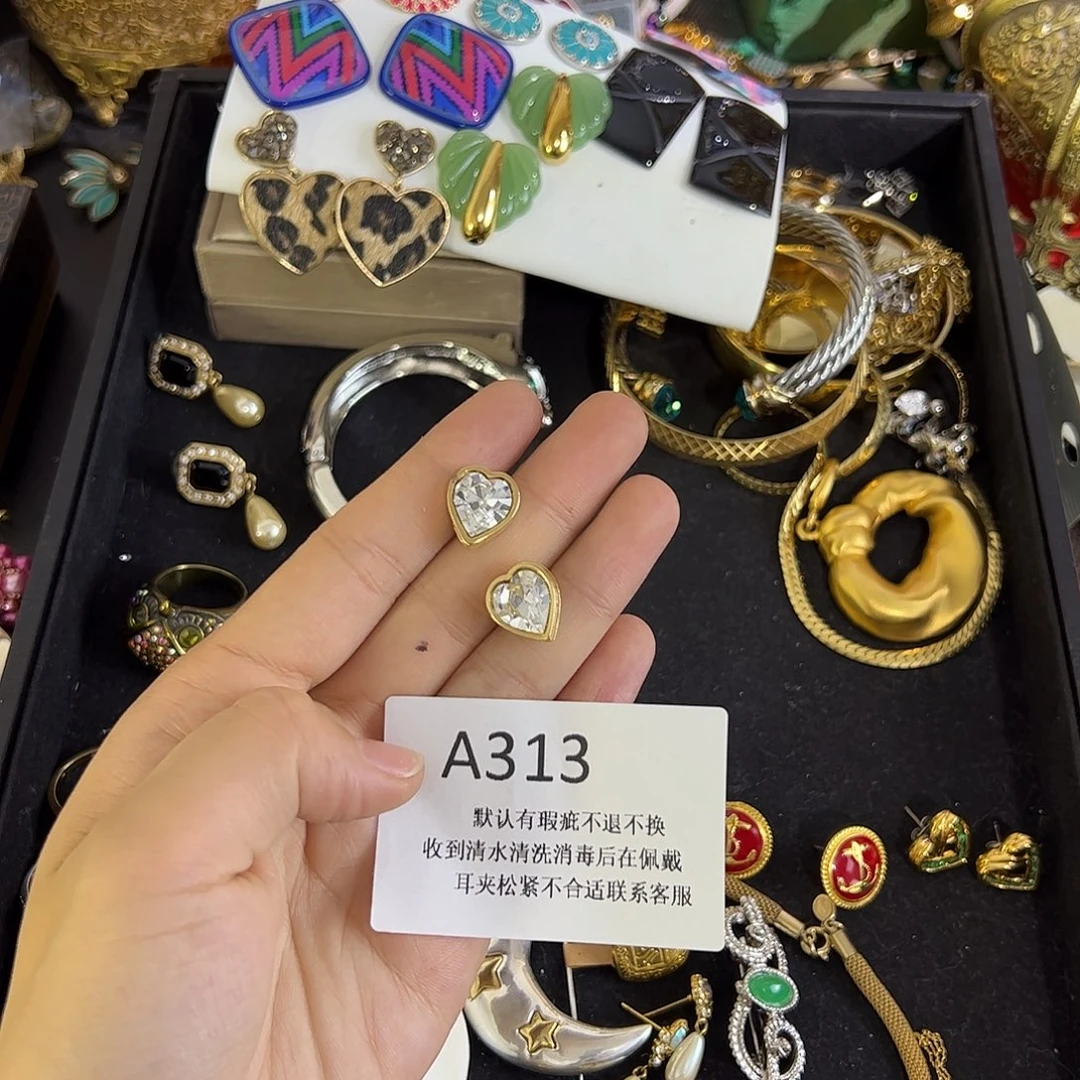 A313
默认有瑕疵不退不换
收到清水清洗消毒后在佩戴
耳夹松紧不合适联系客服